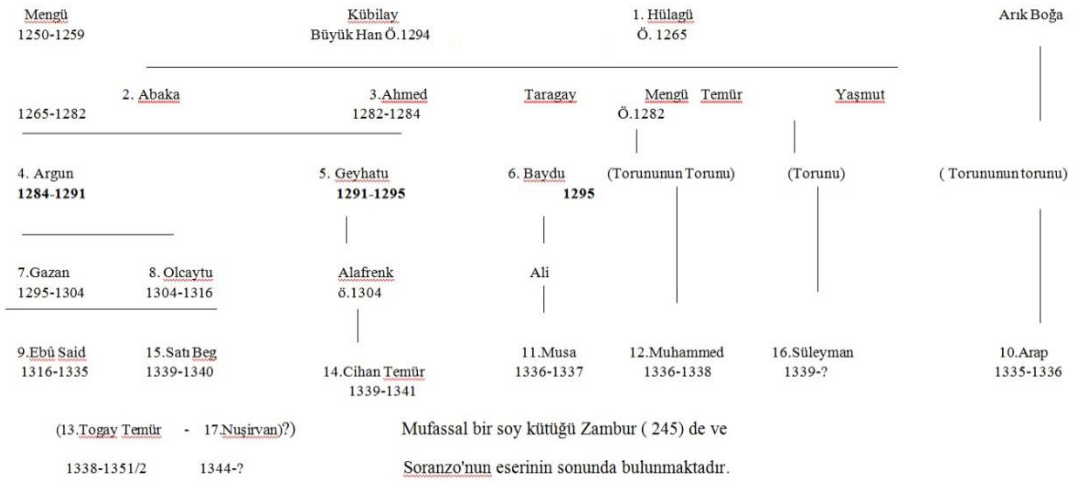 Mengü Kübilay 1. Hülagü Arık Boğa
1250-1259 Büyük Han Ö.1294 Ö. 1265
2. Abaka 3.Ahmed Taragay Mengü Temür Yaşmut
1265-1282 1282-1284 Ö.1282
4. Argun 5. Geyhatu 6. Baydu (Torununun Torunu) (Torunu) ( Torununun torunu)
1284-1291 1291-1295 1295
7.Gazan 8. Olcaytu Alafrenk Ali
1295-1304 1304-1316 ö.1304
9.Ebû Said 15.Satı Beg 11.Musa 12.Muhammed 16.Süleyman 10.Arap
1316-1335 1339-1340 14.Cihan Temür 1336-1337 1336-1338 1339-? 1335-1336
1339-1341
(13.Togay Temür - 17.Nuşirvan)?) Mufassal bir soy kütüğü Zambur ( 245) de ve
1338-1351/2 1344-? Soranzo'nun eserinin sonunda bulunmaktadır.